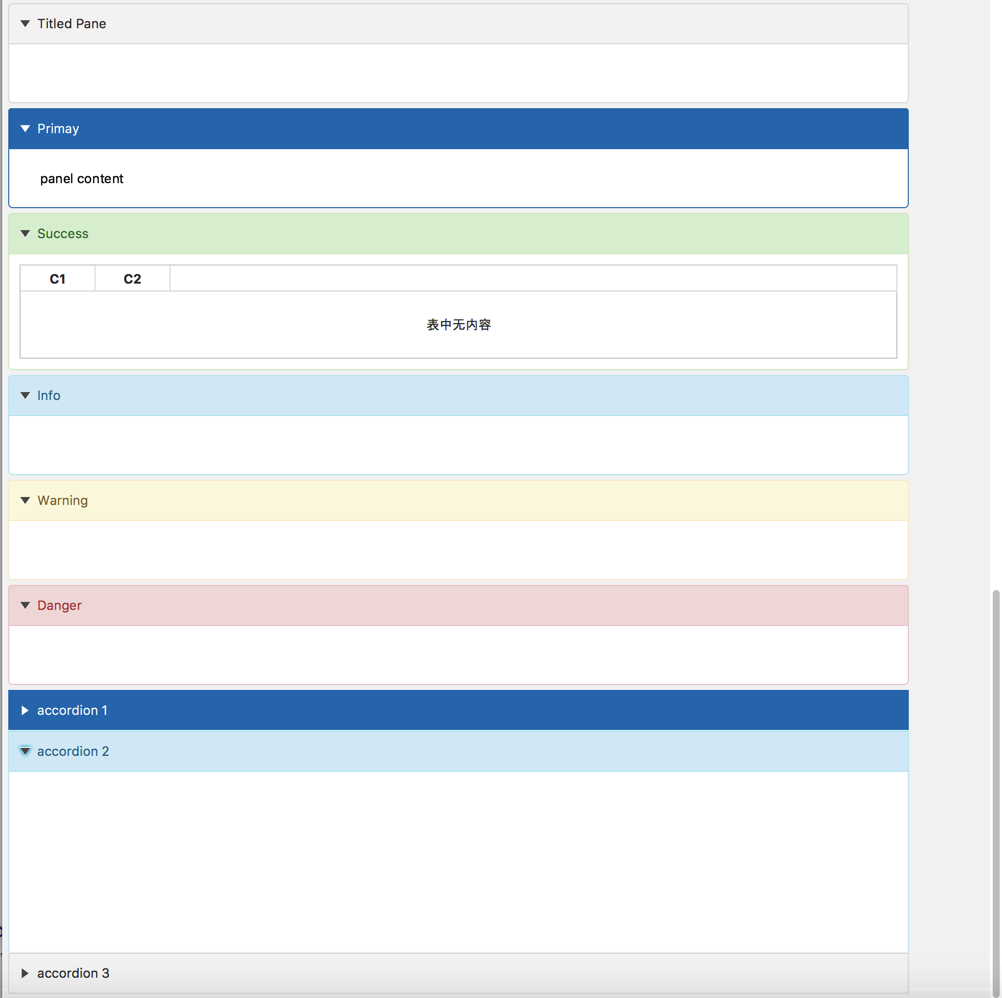 Titled Pane
Primay
panel content
Success
C1 C2
表中无内容
Info
Warning
Danger
accordion 1
accordion 2
accordion 3